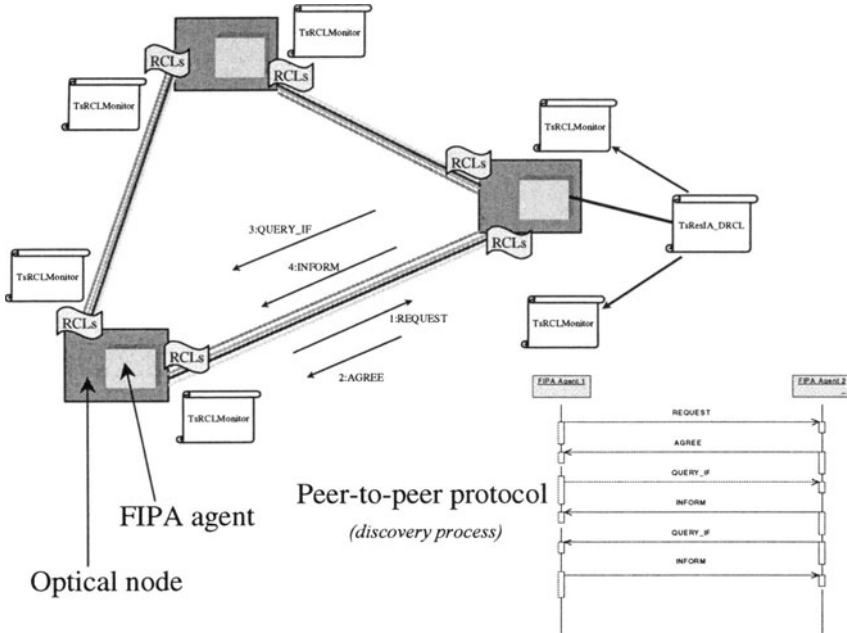 TsRCLMonitor
RCLs
RCLs
TsRCLMonitor
TsRCLMonitor
RCLs
TsResIA_DRCL
3:QUERY_IF
RCLs
TsRCLMonitor
4:INFORM
TsRCLMonitor
RCLs
1:REQUEST
RCLs
2:AGREE
TsRCLMonitor
FIPA Agent 1
FIPA Agent 2
REQUEST
AGREE
QUERY_IF
INFORM
QUERY_IF
INFORM
Peer-to-peer protocol
(discovery process)
FIPA agent
Optical node